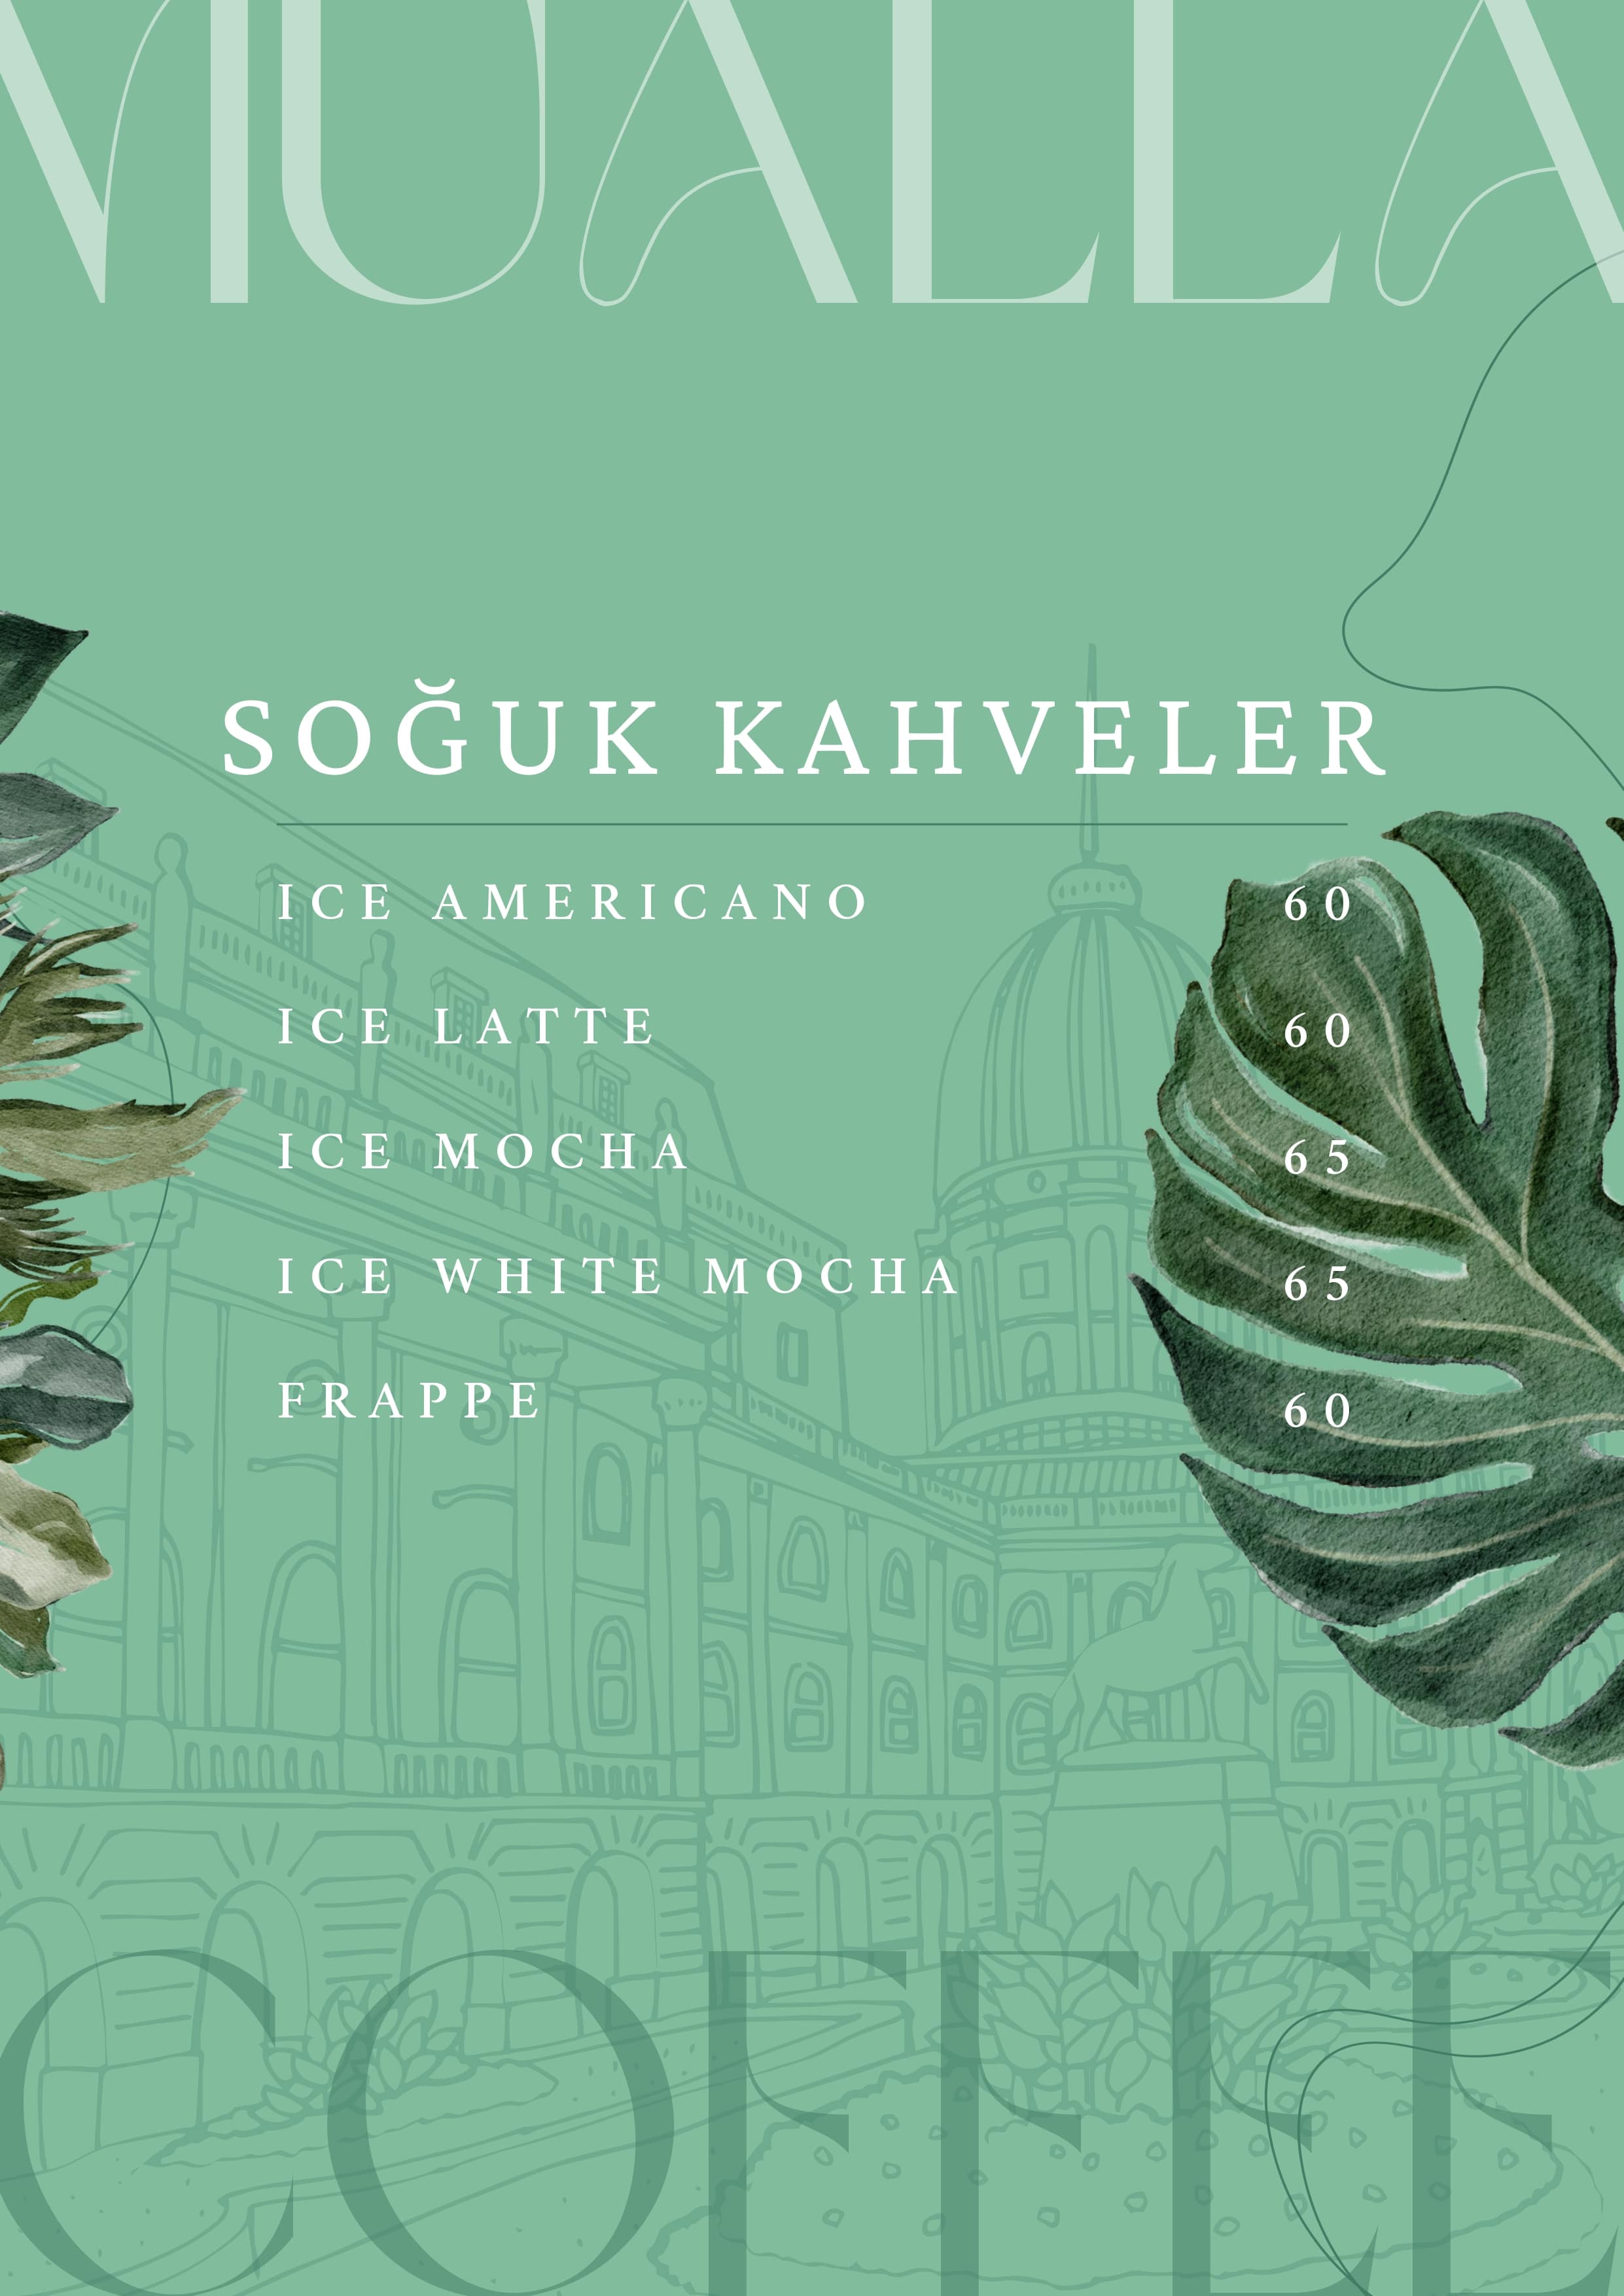 MUALLA
SOĞUK KAHVELER
ICE AMERICANO 60
ICE LATTE 60
ICE MOCHA 65
ICE WHITE MOCHA 65
FRAPPE 60
COFFEE